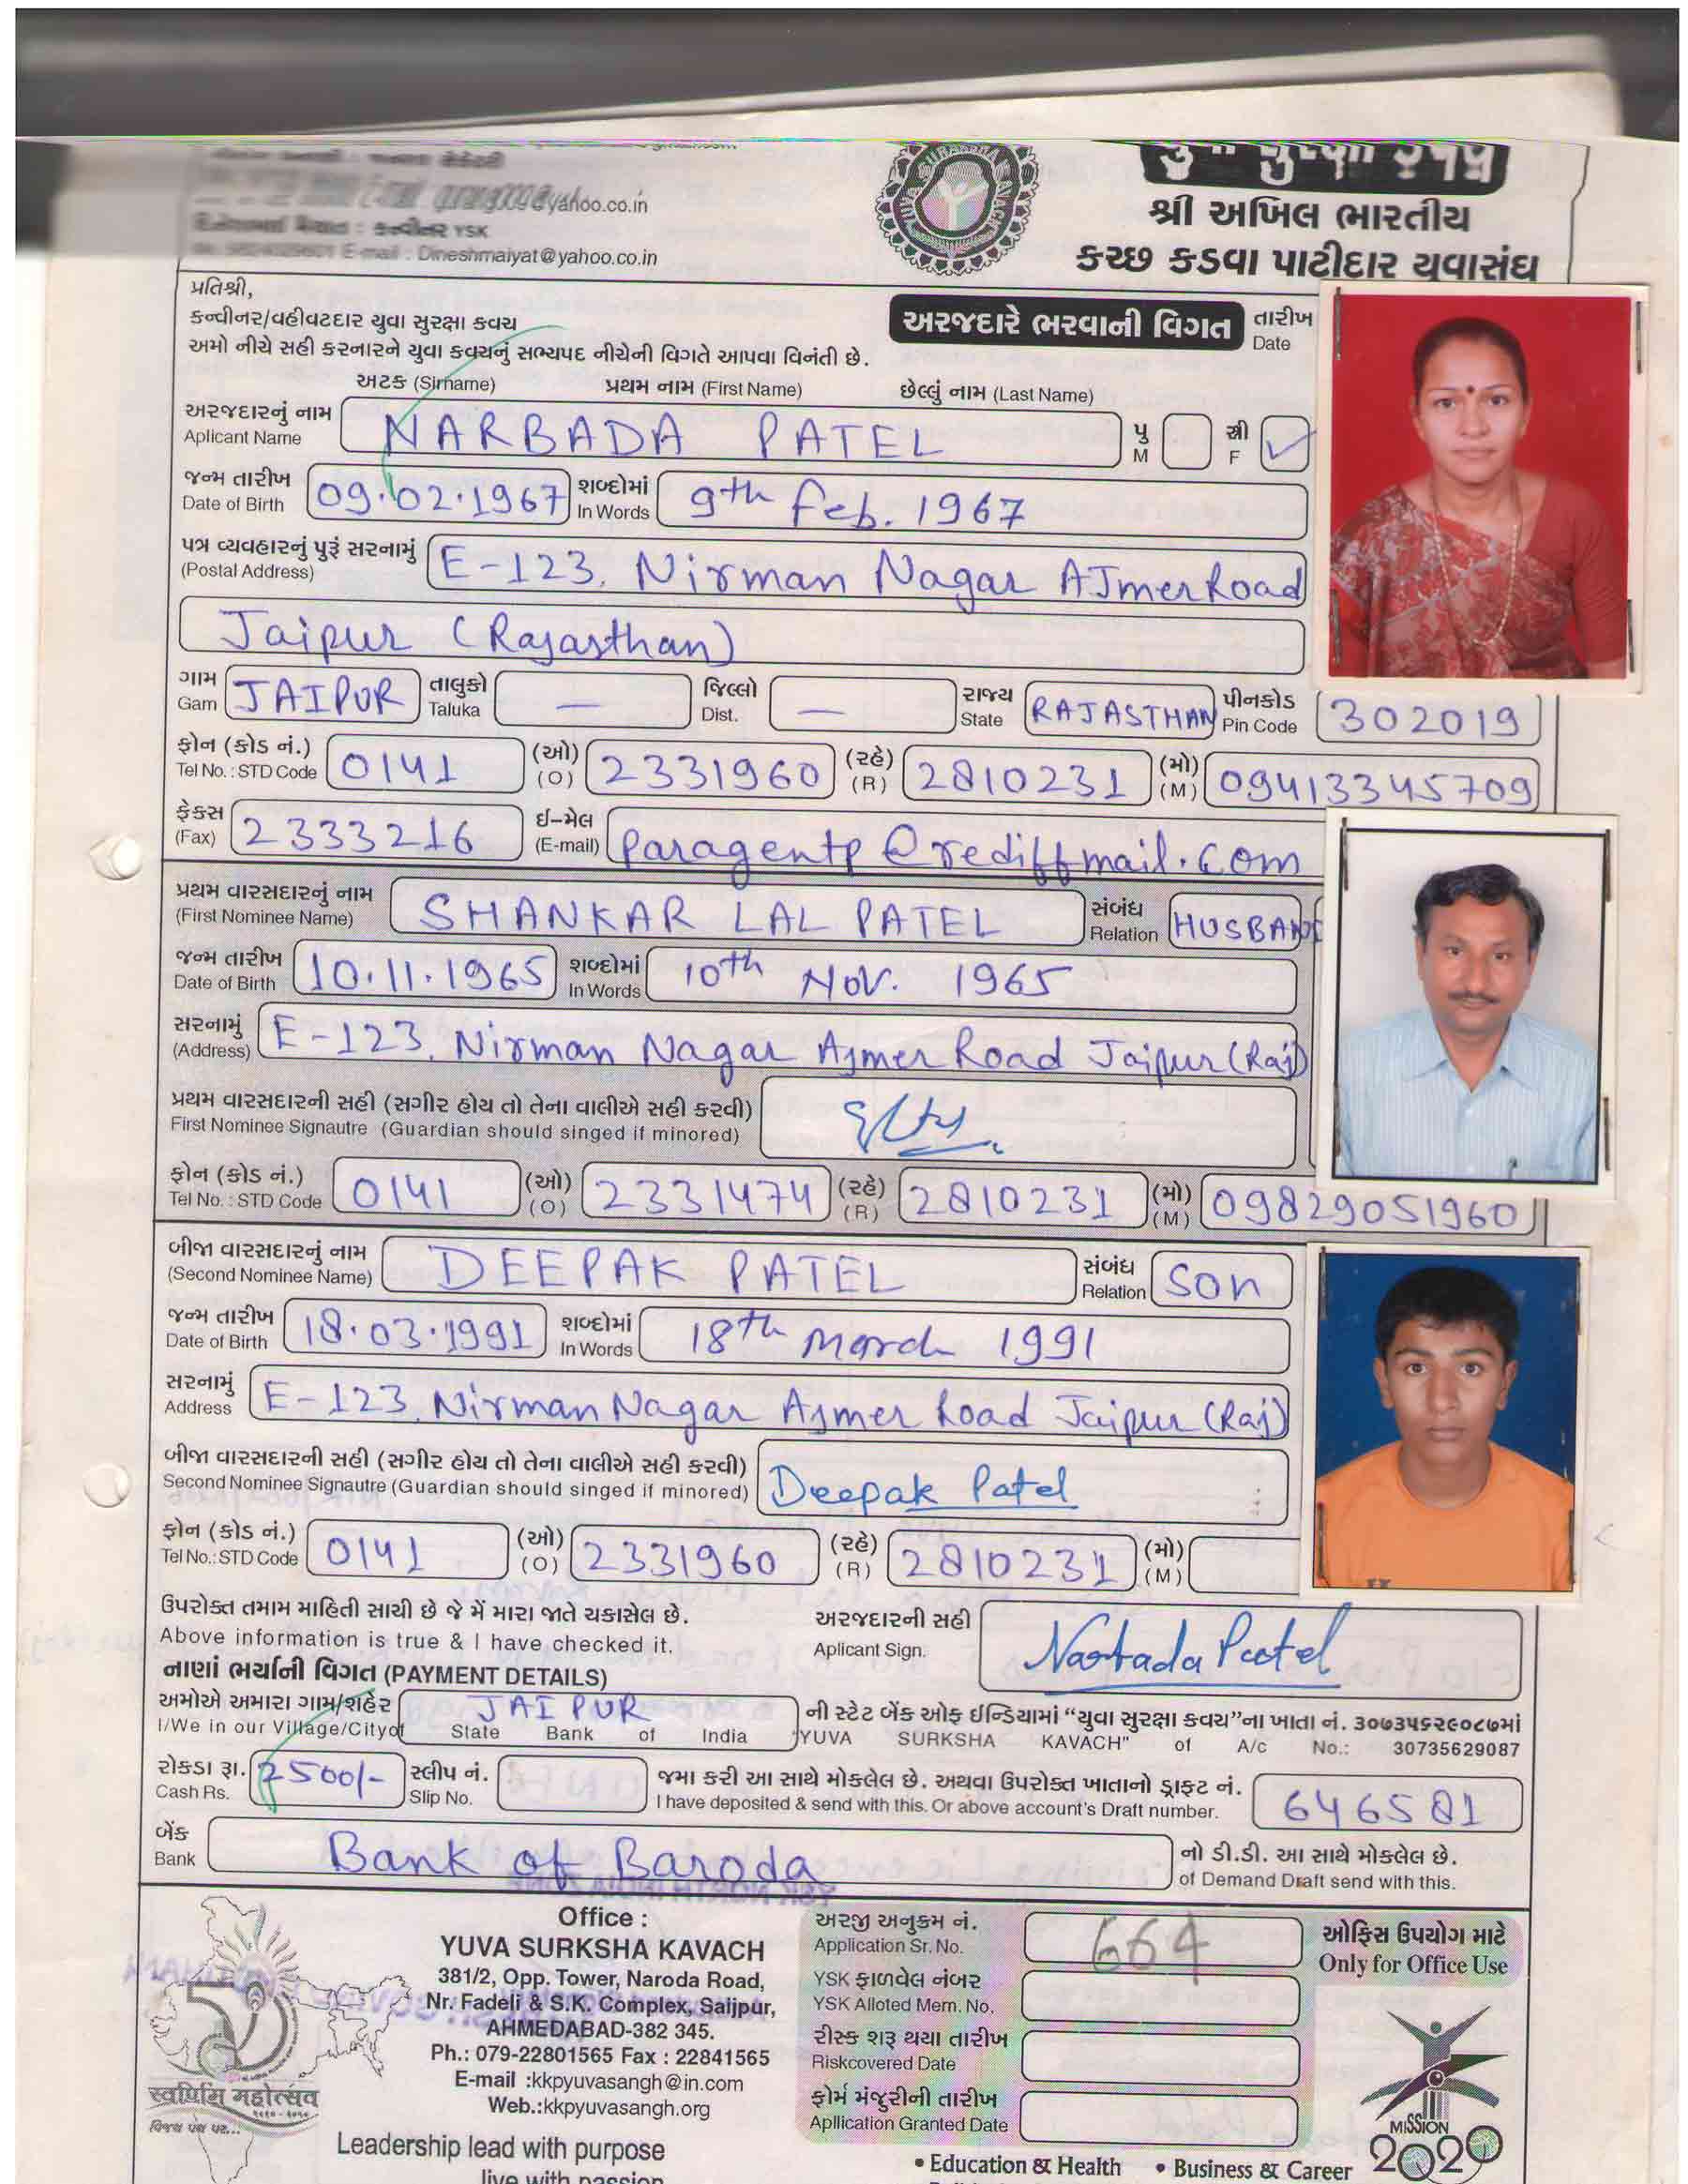 @yahoo.co.in
YSK
E-mail : Dineshmaiyat@yahoo.co.in
શ્રી અખિલ ભારતીય
કચ્છ કડવા પાટીદાર યુવાસંઘ
પ્રતિશ્રી,
કન્વીનર/વહીવટદાર યુવા સુરક્ષા કવચ
અમો નીચે સહી કરનારને યુવા કવચનું સભ્યપદ નીચેની વિગતે આપવા વિનંતી છે.
અરજદારે ભરવાની વિગત
તારીખ
Date
અટક (Sirname) પ્રથમ નામ (First Name) છેલ્લું નામ (Last Name)
અરજદારનું નામ
Aplicant Name
NARBADA PATEL
પુ
M
સ્ત્રી
F
✓
જન્મ તારીખ
Date of Birth
09.02.1967
શબ્દોમાં
In Words
9th Feb. 1967
પત્ર વ્યવહારનું પુરૂં સરનામું
(Postal Address)
E-123, Nirman Nagar AJmer Road
Jaipur (Rajasthan)
ગામ
Gam
JAIPUR
તાલુકો
Taluka
—
જિલ્લો
Dist.
—
રાજ્ય
State
RAJASTHAN
પીનકોડ
Pin Code
302019
ફોન (કોડ નં.)
Tel No. : STD Code
0141
(ઓ)
(O)
2331960
(રહે)
(R)
2810231
(મો)
(M)
09413345709
ફેકસ
(Fax)
2333216
ઈ-મેલ
(E-mail)
paragentp@rediffmail.com
પ્રથમ વારસદારનું નામ
(First Nominee Name)
SHANKAR LAL PATEL
સંબંધ
Relation
HUSBAND
જન્મ તારીખ
Date of Birth
10.11.1965
શબ્દોમાં
In Words
10th Nov. 1965
સરનામું
(Address)
E-123, Nirman Nagar Ajmer Road Jaipur (Raj)
પ્રથમ વારસદારની સહી (સગીર હોય તો તેના વાલીએ સહી કરવી)
First Nominee Signautre (Guardian should singed if minored)
ફોન (કોડ નં.)
Tel No. : STD Code
0141
(ઓ)
(O)
2331474
(રહે)
(R)
2810231
(મો)
(M)
09829051960
બીજા વારસદારનું નામ
(Second Nominee Name)
DEEPAK PATEL
સંબંધ
Relation
Son
જન્મ તારીખ
Date of Birth
18.03.1991
શબ્દોમાં
In Words
18th March 1991
સરનામું
Address
E-123, Nirman Nagar Ajmer Road Jaipur (Raj)
બીજા વારસદારની સહી (સગીર હોય તો તેના વાલીએ સહી કરવી)
Second Nominee Signautre (Guardian should singed if minored)
Deepak Patel
ફોન (કોડ નં.)
Tel No.:STD Code
0141
(ઓ)
(O)
2331960
(રહે)
(R)
2810231
(મો)
(M)
ઉપરોક્ત તમામ માહિતી સાચી છે જે મેં મારા જાતે ચકાસેલ છે.
Above information is true & I have checked it.
અરજદારની સહી
Aplicant Sign.
Narbada Patel
નાણાં ભર્યાની વિગત (PAYMENT DETAILS)
અમોએ અમારા ગામ/શહેર JAIPUR ની સ્ટેટ બેંક ઓફ ઈન્ડિયામાં “યુવા સુરક્ષા કવચ”ના ખાતા નં. ૩૦૭૩૫૬૨૯૦૮૭માં
I/We in our Village/Cityof State Bank of India "YUVA SURKSHA KAVACH" of A/c No.: 30735629087
રોકડા રૂા.
Cash Rs.
7500/-
સ્લીપ નં.
Slip No.
જમા કરી આ સાથે મોકલેલ છે. અથવા ઉપરોક્ત ખાતાનો ડ્રાફટ નં.
I have deposited & send with this. Or above account's Draft number.
646581
બેંક
Bank
Bank of Baroda
નો ડી.ડી. આ સાથે મોકલેલ છે.
of Demand Draft send with this.
स्वर्णिम महोत्सव
Office :
YUVA SURKSHA KAVACH
381/2, Opp. Tower, Naroda Road,
Nr. Fadeli & S.K. Complex, Saijpur,
AHMEDABAD-382 345.
Ph.: 079-22801565 Fax : 22841565
E-mail :kkpyuvasangh@in.com
Web.:kkpyuvasangh.org
Leadership lead with purpose
live with passion
અરજી અનુક્રમ નં.
Application Sr. No.
664
YSK ફાળવેલ નંબર
YSK Alloted Mem. No.
રીસ્ક શરૂ થયા તારીખ
Riskcovered Date
ફોર્મ મંજુરીની તારીખ
Apllication Granted Date
ઓફિસ ઉપયોગ માટે
Only for Office Use
MISSION
2020
• Education & Health • Business & Career